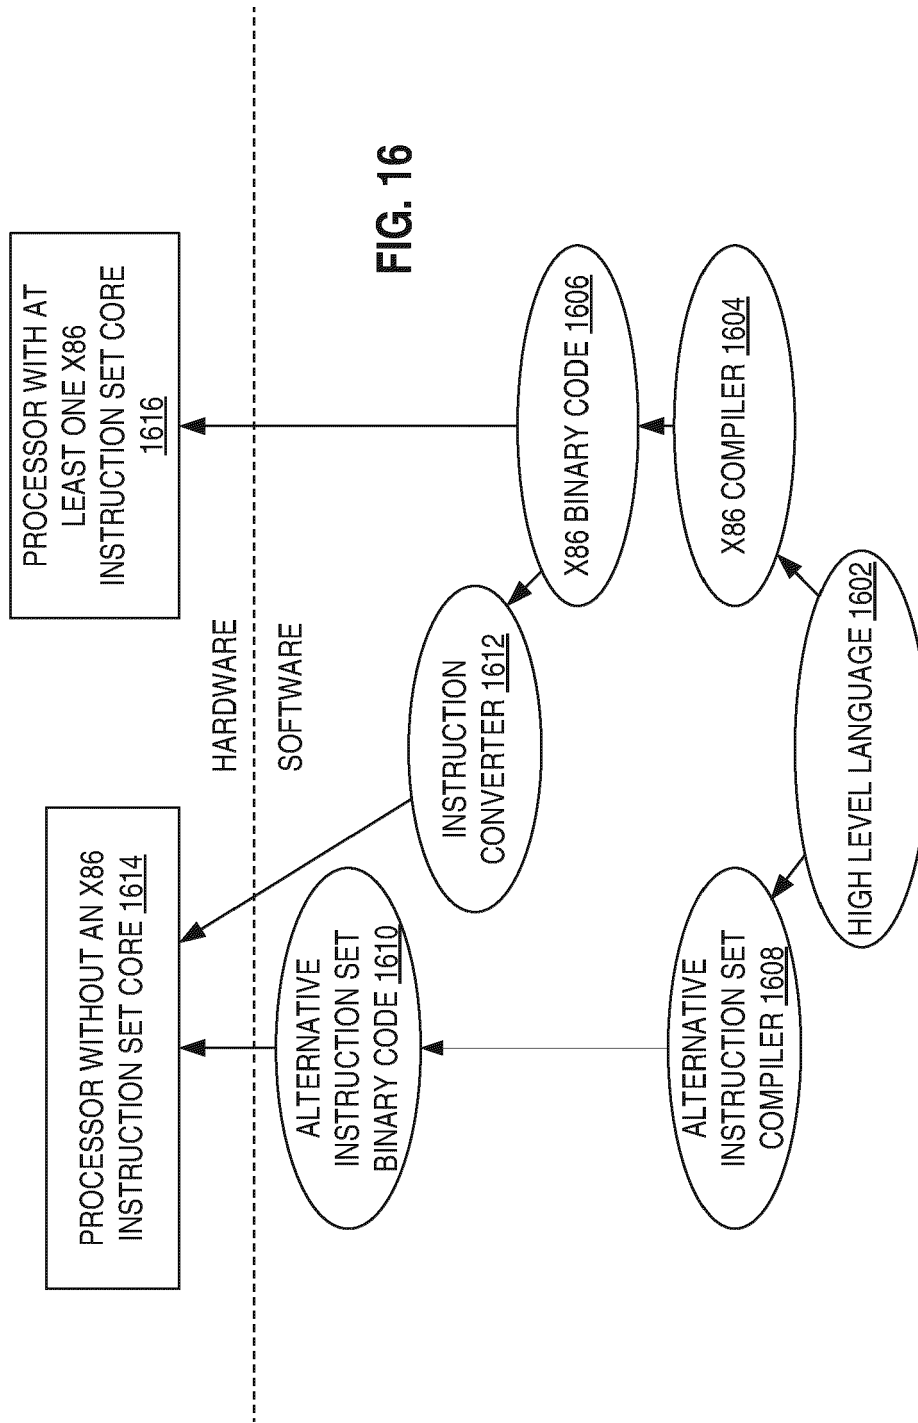 PROCESSOR WITHOUT AN X86
INSTRUCTION SET CORE 1614
PROCESSOR WITH AT
LEAST ONE X86
INSTRUCTION SET CORE
1616
HARDWARE
SOFTWARE
ALTERNATIVE
INSTRUCTION SET
BINARY CODE 1610
INSTRUCTION
CONVERTER 1612
X86 BINARY CODE 1606
ALTERNATIVE
INSTRUCTION SET
COMPILER 1608
X86 COMPILER 1604
HIGH LEVEL LANGUAGE 1602
FIG. 16